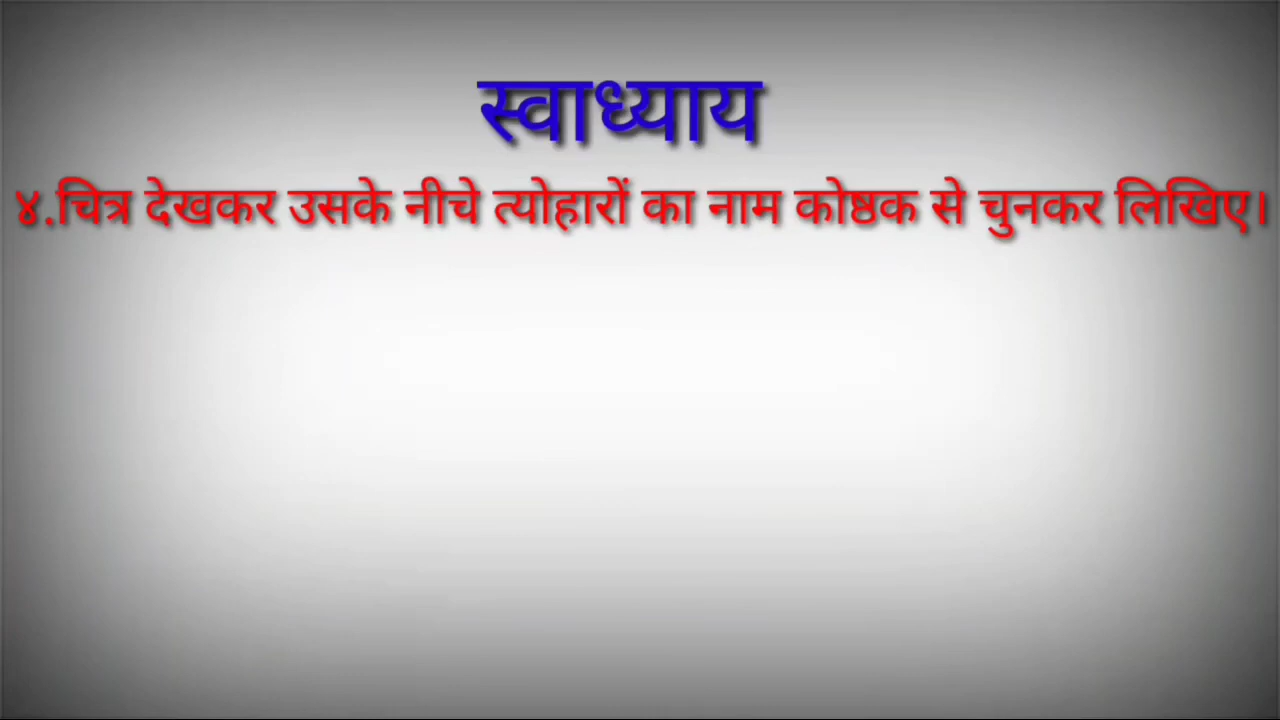 स्वाध्याय
४.चित्र देखकर उसके नीचे त्योहारों का नाम कोष्ठक से चुनकर लिखिए।